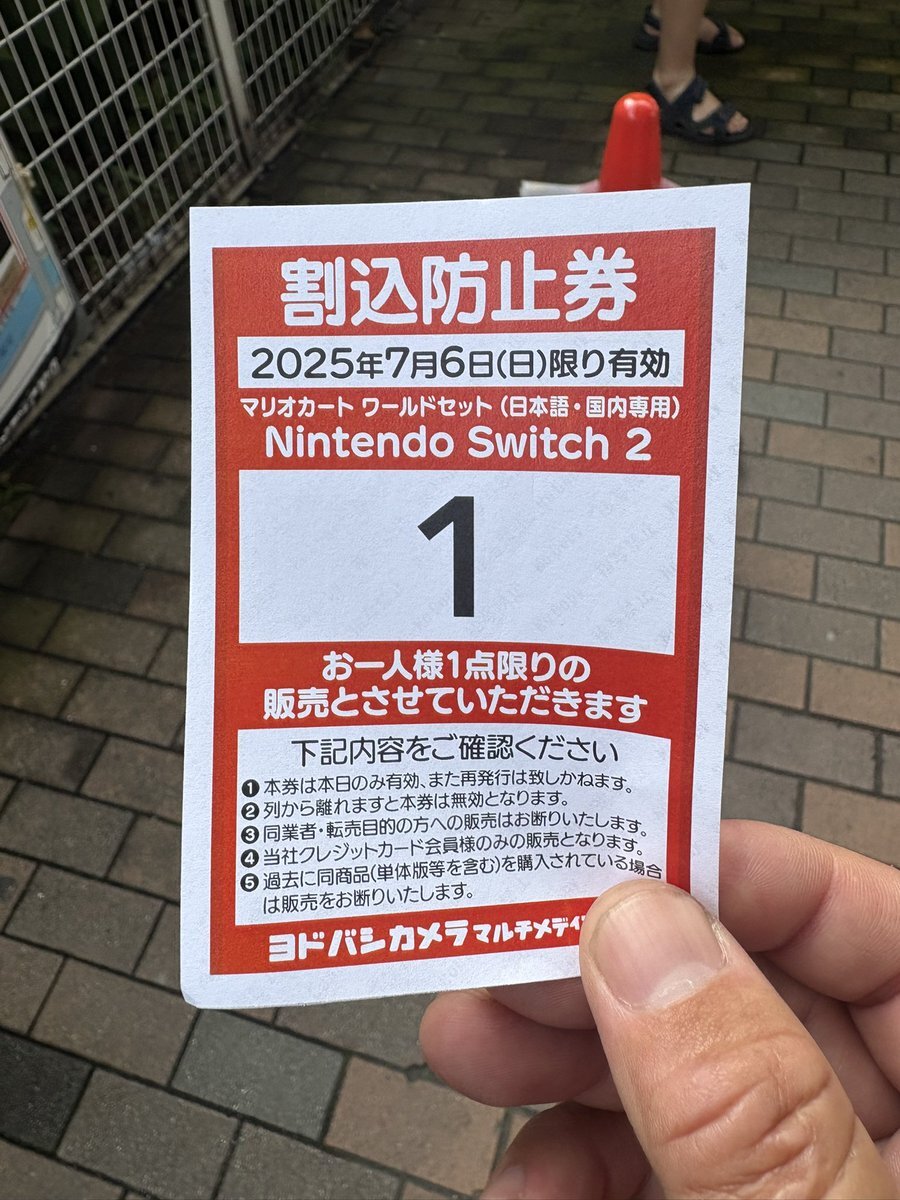 割込防止券
2025年7月6日(日)限り有効
マリオカート ワールドセット (日本語・国内専用)
Nintendo Switch 2
1
お一人様1点限りの
販売とさせていただきます
下記内容をご確認ください
❶本券は本日のみ有効、また再発行は致しかねます。
❷列から離れますと本券は無効となります。
❸同業者・転売目的の方への販売はお断りいたします。
❹当社クレジットカード会員様のみの販売となります。
❺過去に同商品(単体版等を含む)を購入されている場合
は販売をお断りいたします。
ヨドバシカメラ マルチメディ